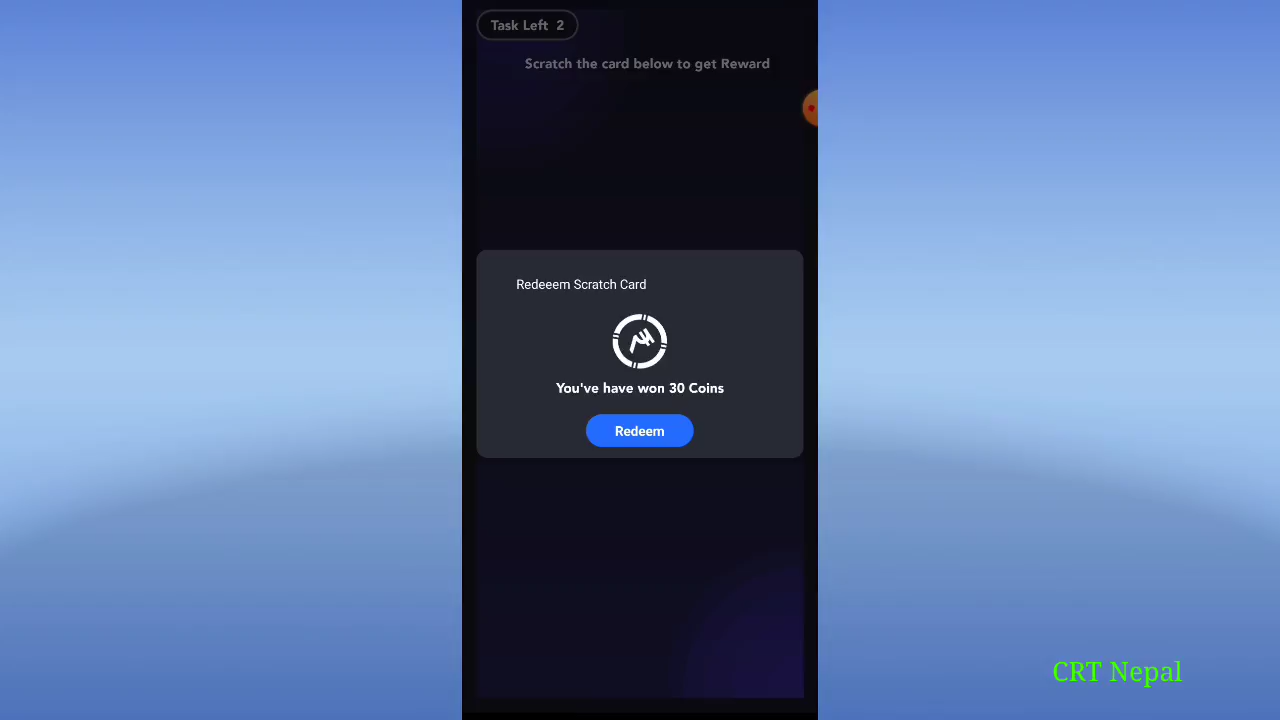 Task Left 2
Scratch the card below to get Reward
Redeeem Scratch Card
You've have won 30 Coins
Redeem
CRT Nepal